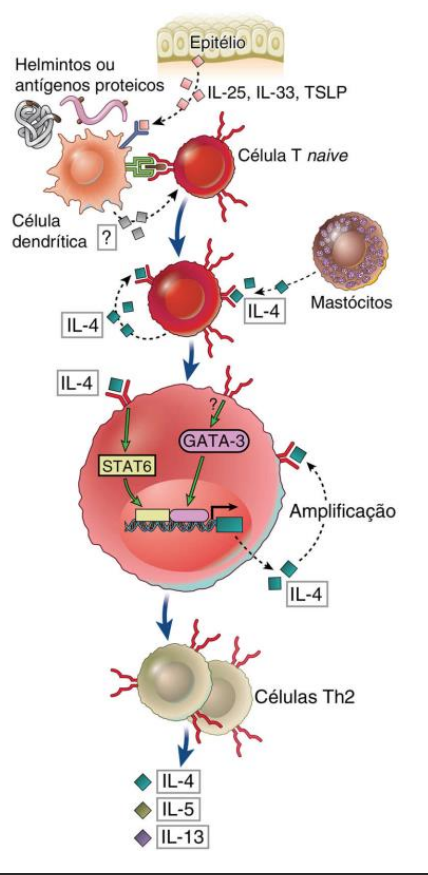 Epitélio
Helmintos ou
antígenos proteicos
IL-25, IL-33, TSLP
Célula T naive
Célula
dendrítica
?
Mastócitos
IL-4
IL-4
IL-4
?
GATA-3
STAT6
Amplificação
IL-4
Células Th2
IL-4
IL-5
IL-13